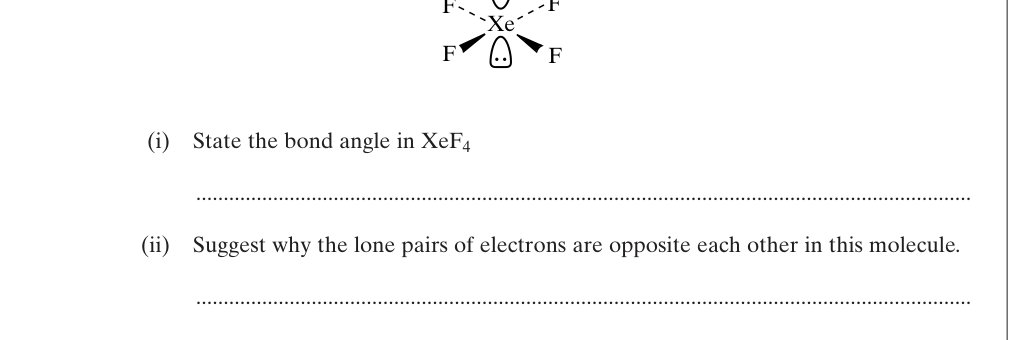 F Xe F
F F
(i) State the bond angle in XeF₄
(ii) Suggest why the lone pairs of electrons are opposite each other in this molecule.